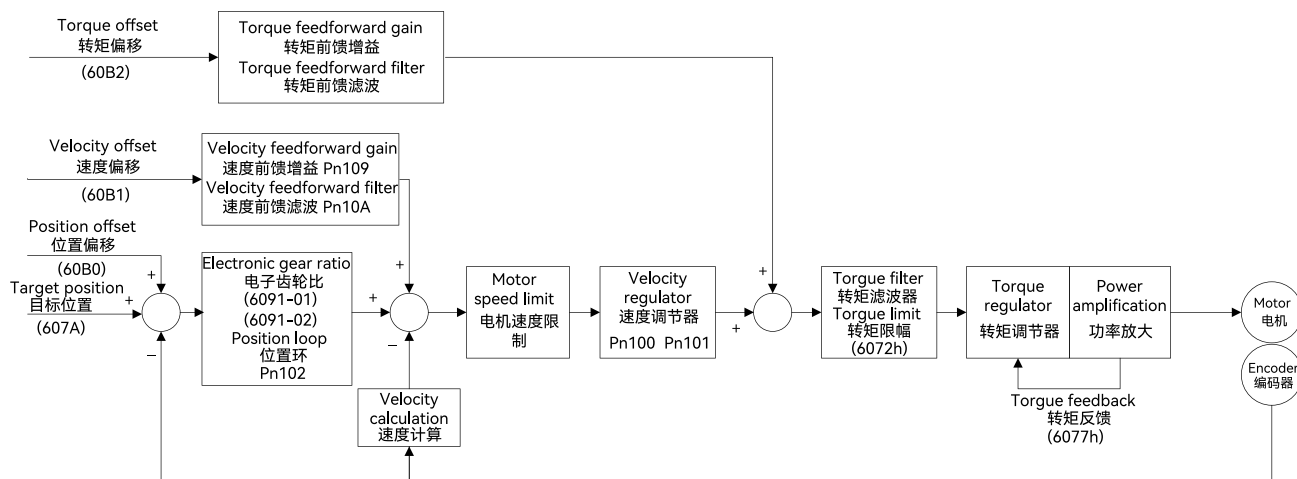 Torque offset
转矩偏移
(60B2)
Torque feedforward gain
转矩前馈增益
Torque feedforward filter
转矩前馈滤波
Velocity offset
速度偏移
(60B1)
Velocity feedforward gain
速度前馈增益 Pn109
Velocity feedforward filter
速度前馈滤波 Pn10A
Position offset
位置偏移
(60B0)
Target position
目标位置
(607A)
+
+
−
Electronic gear ratio
电子齿轮比
(6091-01)
(6091-02)
Position loop
位置环
Pn102
+
+
−
Velocity
calculation
速度计算
Motor
speed limit
电机速度限
制
Velocity
regulator
速度调节器
Pn100 Pn101
+
+
Torgue filter
转矩滤波器
Torgue limit
转矩限幅
(6072h)
Torque
regulator
转矩调节器
Power
amplification
功率放大
Torgue feedback
转矩反馈
(6077h)
Motor
电机
Encoder
编码器